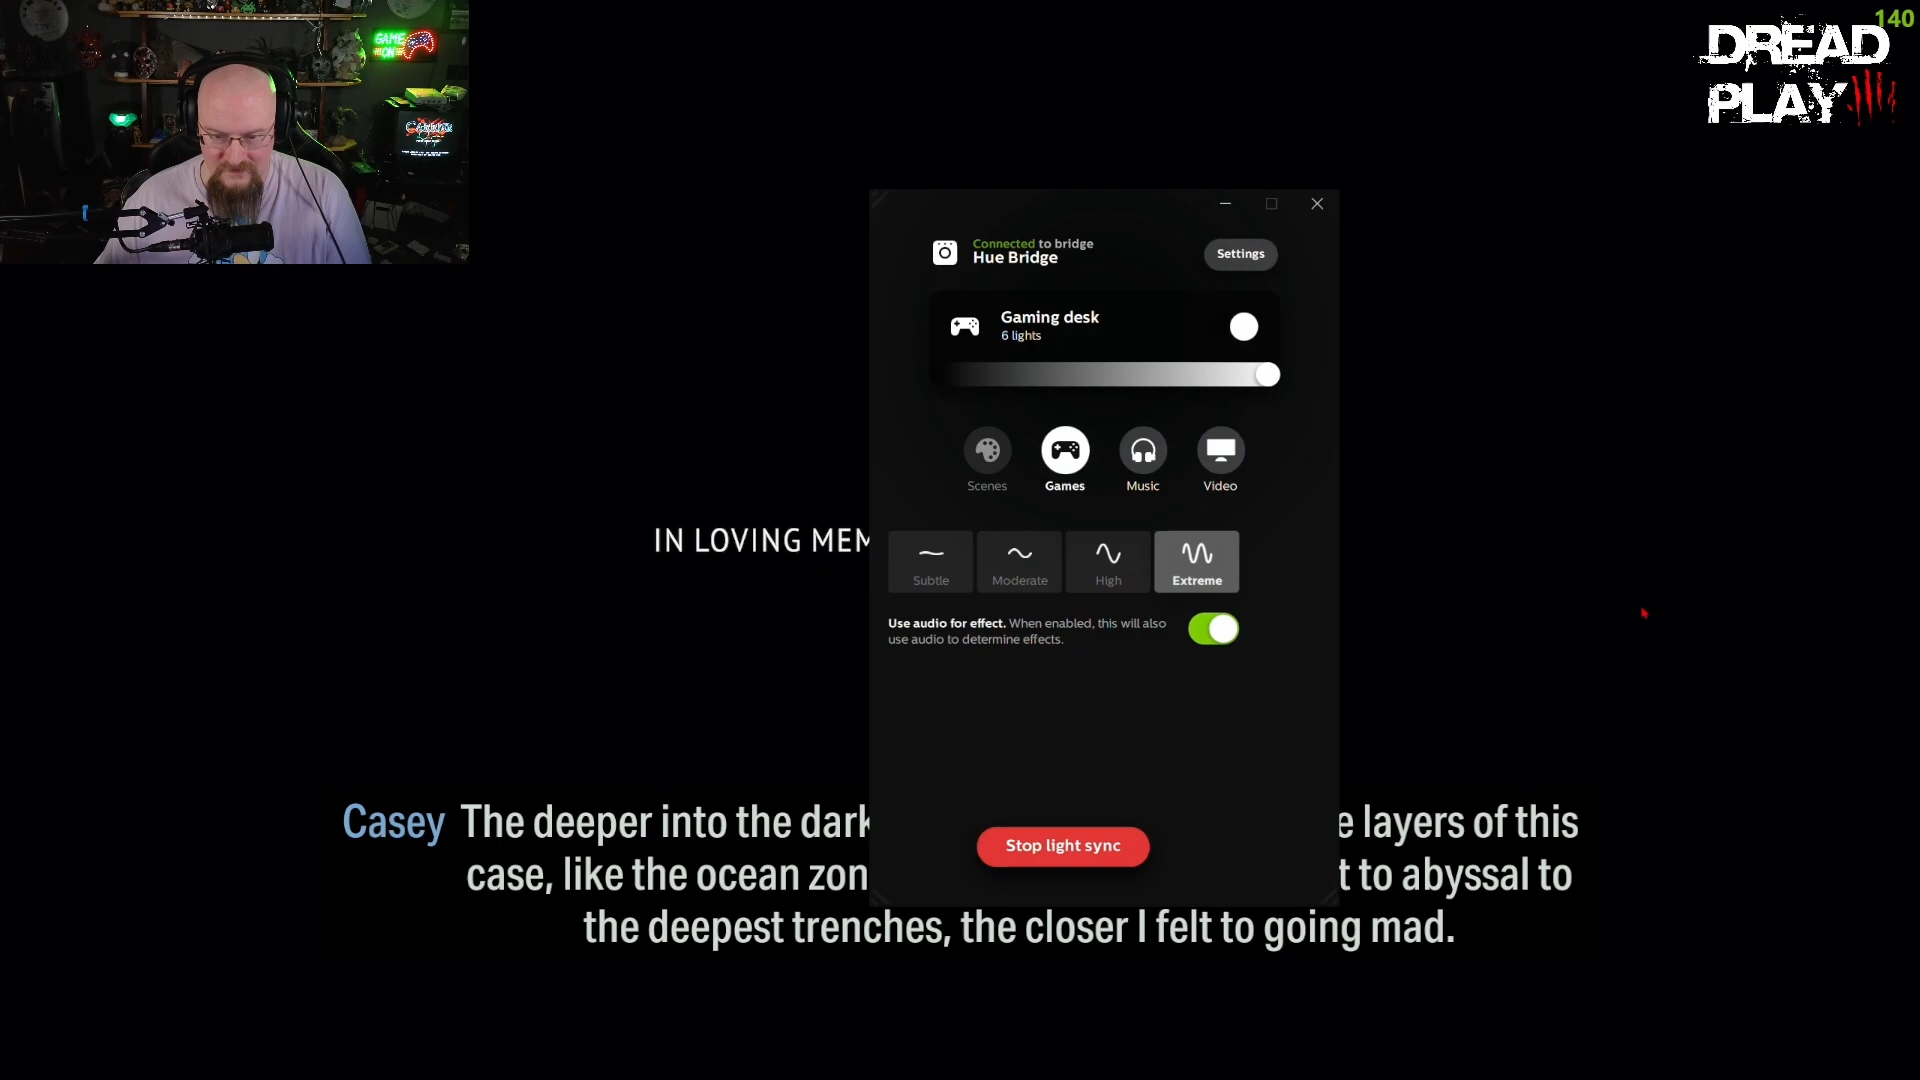 140
DREAD
PLAY
GAME
ON
Connected to bridge
Hue Bridge
Settings
Gaming desk
6 lights
Scenes
Games
Music
Video
IN LOVING MEM
Subtle
Moderate
High
Extreme
Use audio for effect. When enabled, this will also
use audio to determine effects.
Stop light sync
Casey The deeper into the dark
e layers of this
case, like the ocean zon
t to abyssal to
the deepest trenches, the closer I felt to going mad.